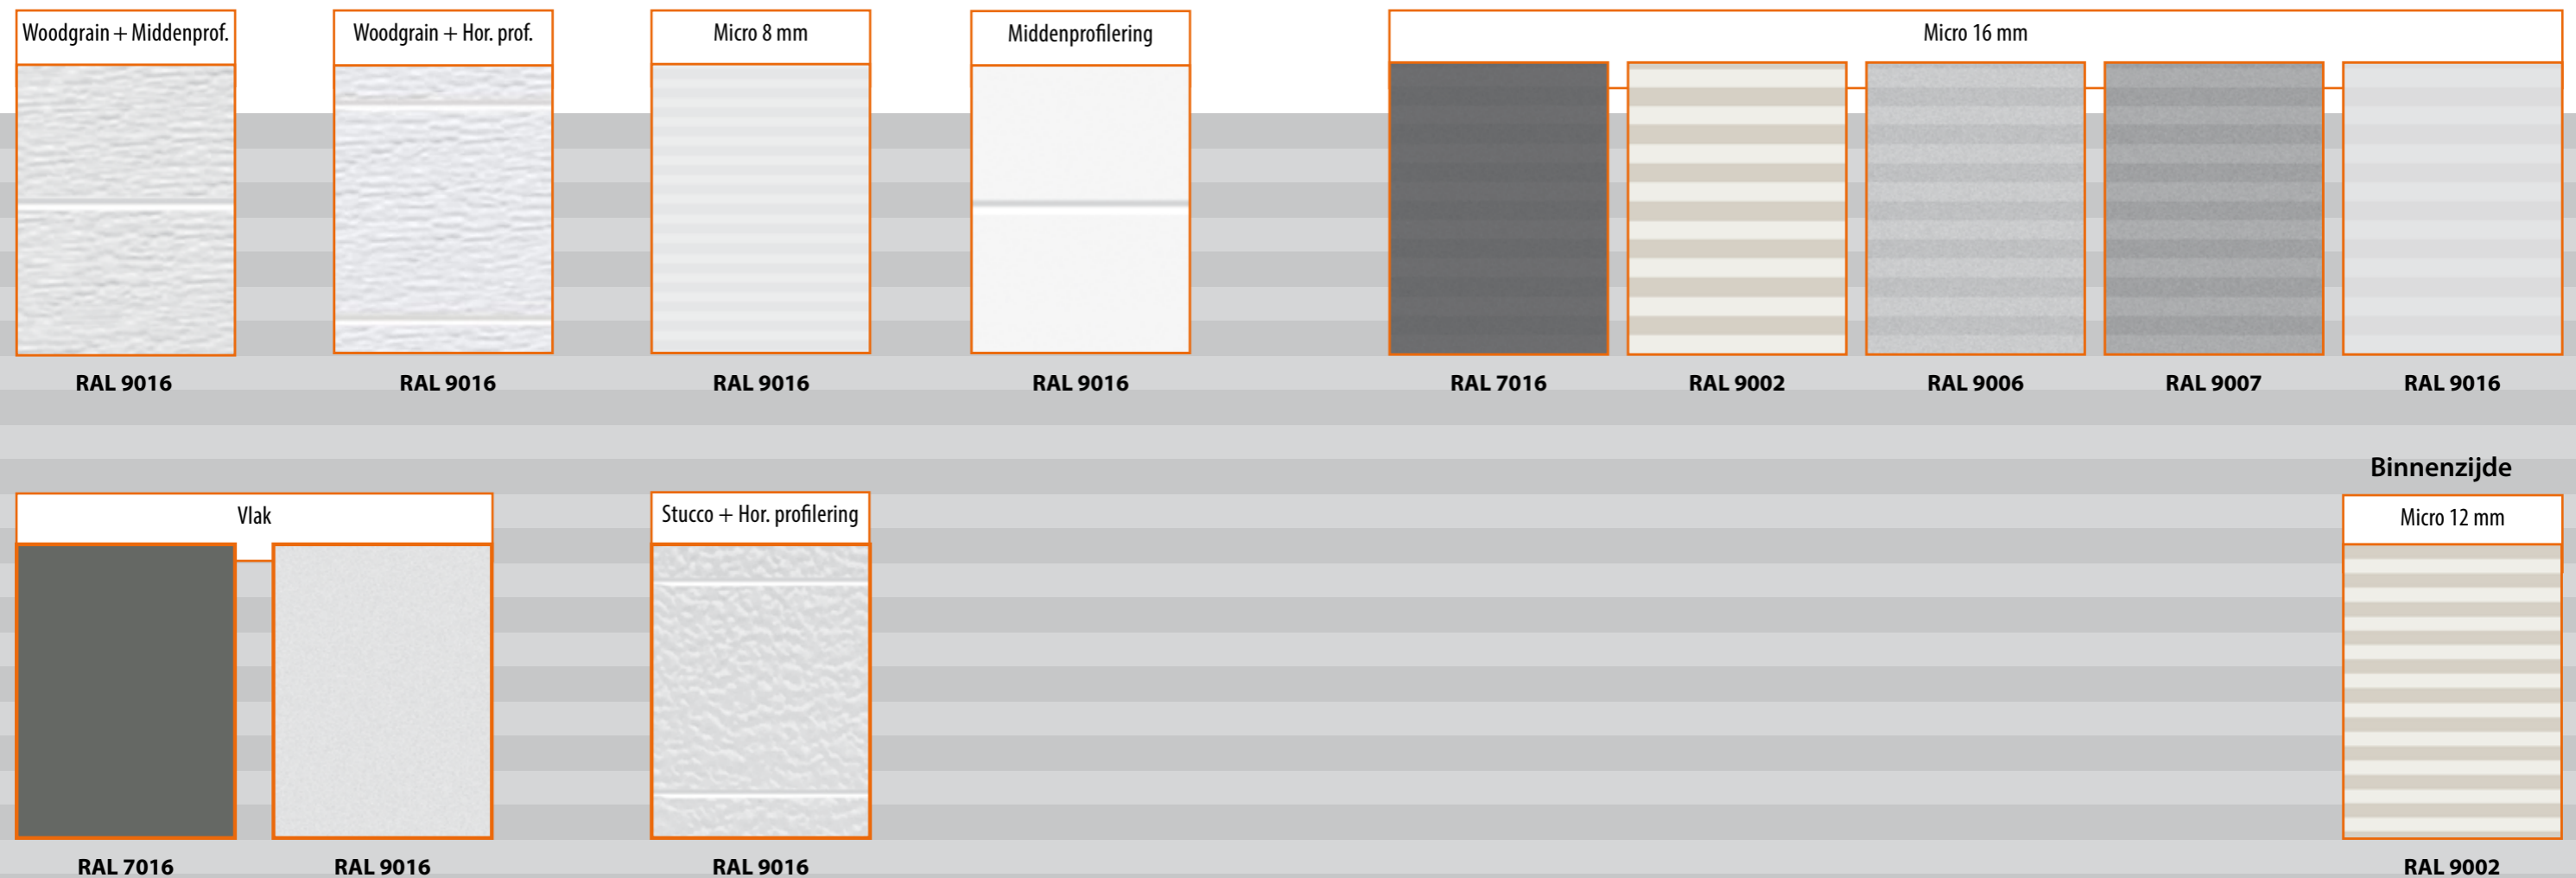 Woodgrain + Middenprof.
Woodgrain + Hor. prof.
Micro 8 mm
Middenprofilering
Micro 16 mm
RAL 9016
RAL 9016
RAL 9016
RAL 9016
RAL 7016
RAL 9002
RAL 9006
RAL 9007
RAL 9016
Binnenzijde
Vlak
Stucco + Hor. profilering
Micro 12 mm
RAL 7016
RAL 9016
RAL 9016
RAL 9002